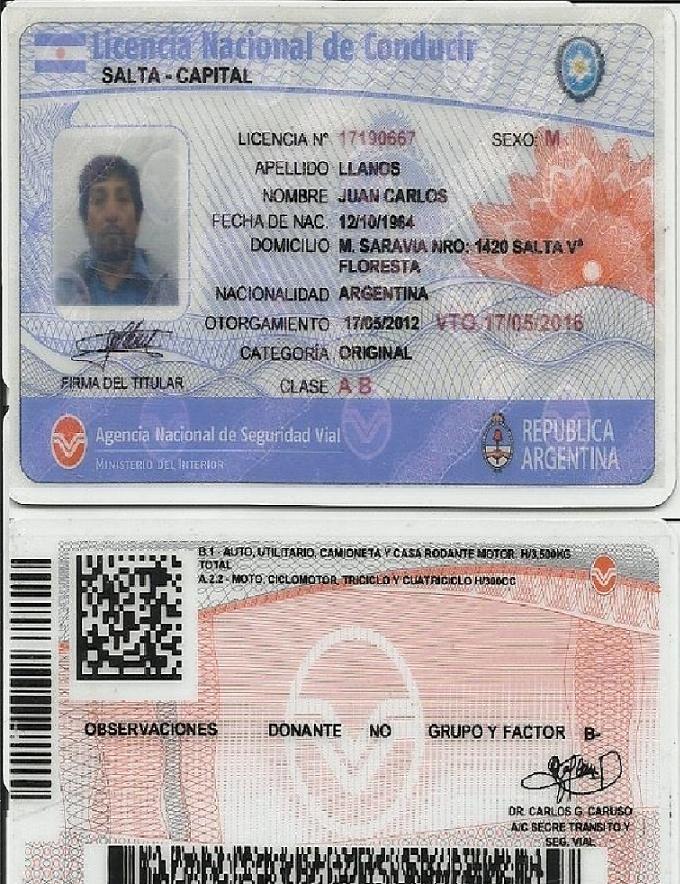 Licencia Nacional de Conducir
SALTA - CAPITAL
LICENCIA Nº 17190667 SEXO: M
APELLIDO LLANOS
NOMBRE JUAN CARLOS
FECHA DE NAC. 12/10/1964
DOMICILIO M. SARAVIA NRO: 1420 SALTA Vª
FLORESTA
NACIONALIDAD ARGENTINA
OTORGAMIENTO 17/05/2012 VTO. 17/05/2016
CATEGORÍA ORIGINAL
FIRMA DEL TITULAR CLASE A B
Agencia Nacional de Seguridad Vial
MINISTERIO DEL INTERIOR
REPÚBLICA
ARGENTINA
B.1 - AUTO, UTILITARIO, CAMIONETA Y CASA RODANTE MOTOR. H/3,500KG
TOTAL
A.2.2 - MOTO, CICLOMOTOR, TRICICLO Y CUATRICICLO H/300CC
OBSERVACIONES DONANTE NO GRUPO Y FACTOR B-
DR. CARLOS G. CARUSO
A/C SECRE TRANSITO Y
SEG. VIAL